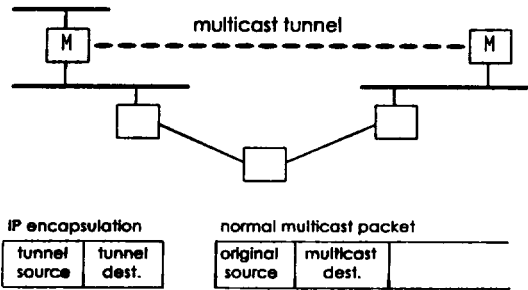 multicast tunnel
M
M
IP encapsulation
normal multicast packet
tunnel source
tunnel dest.
original source
multicast dest.